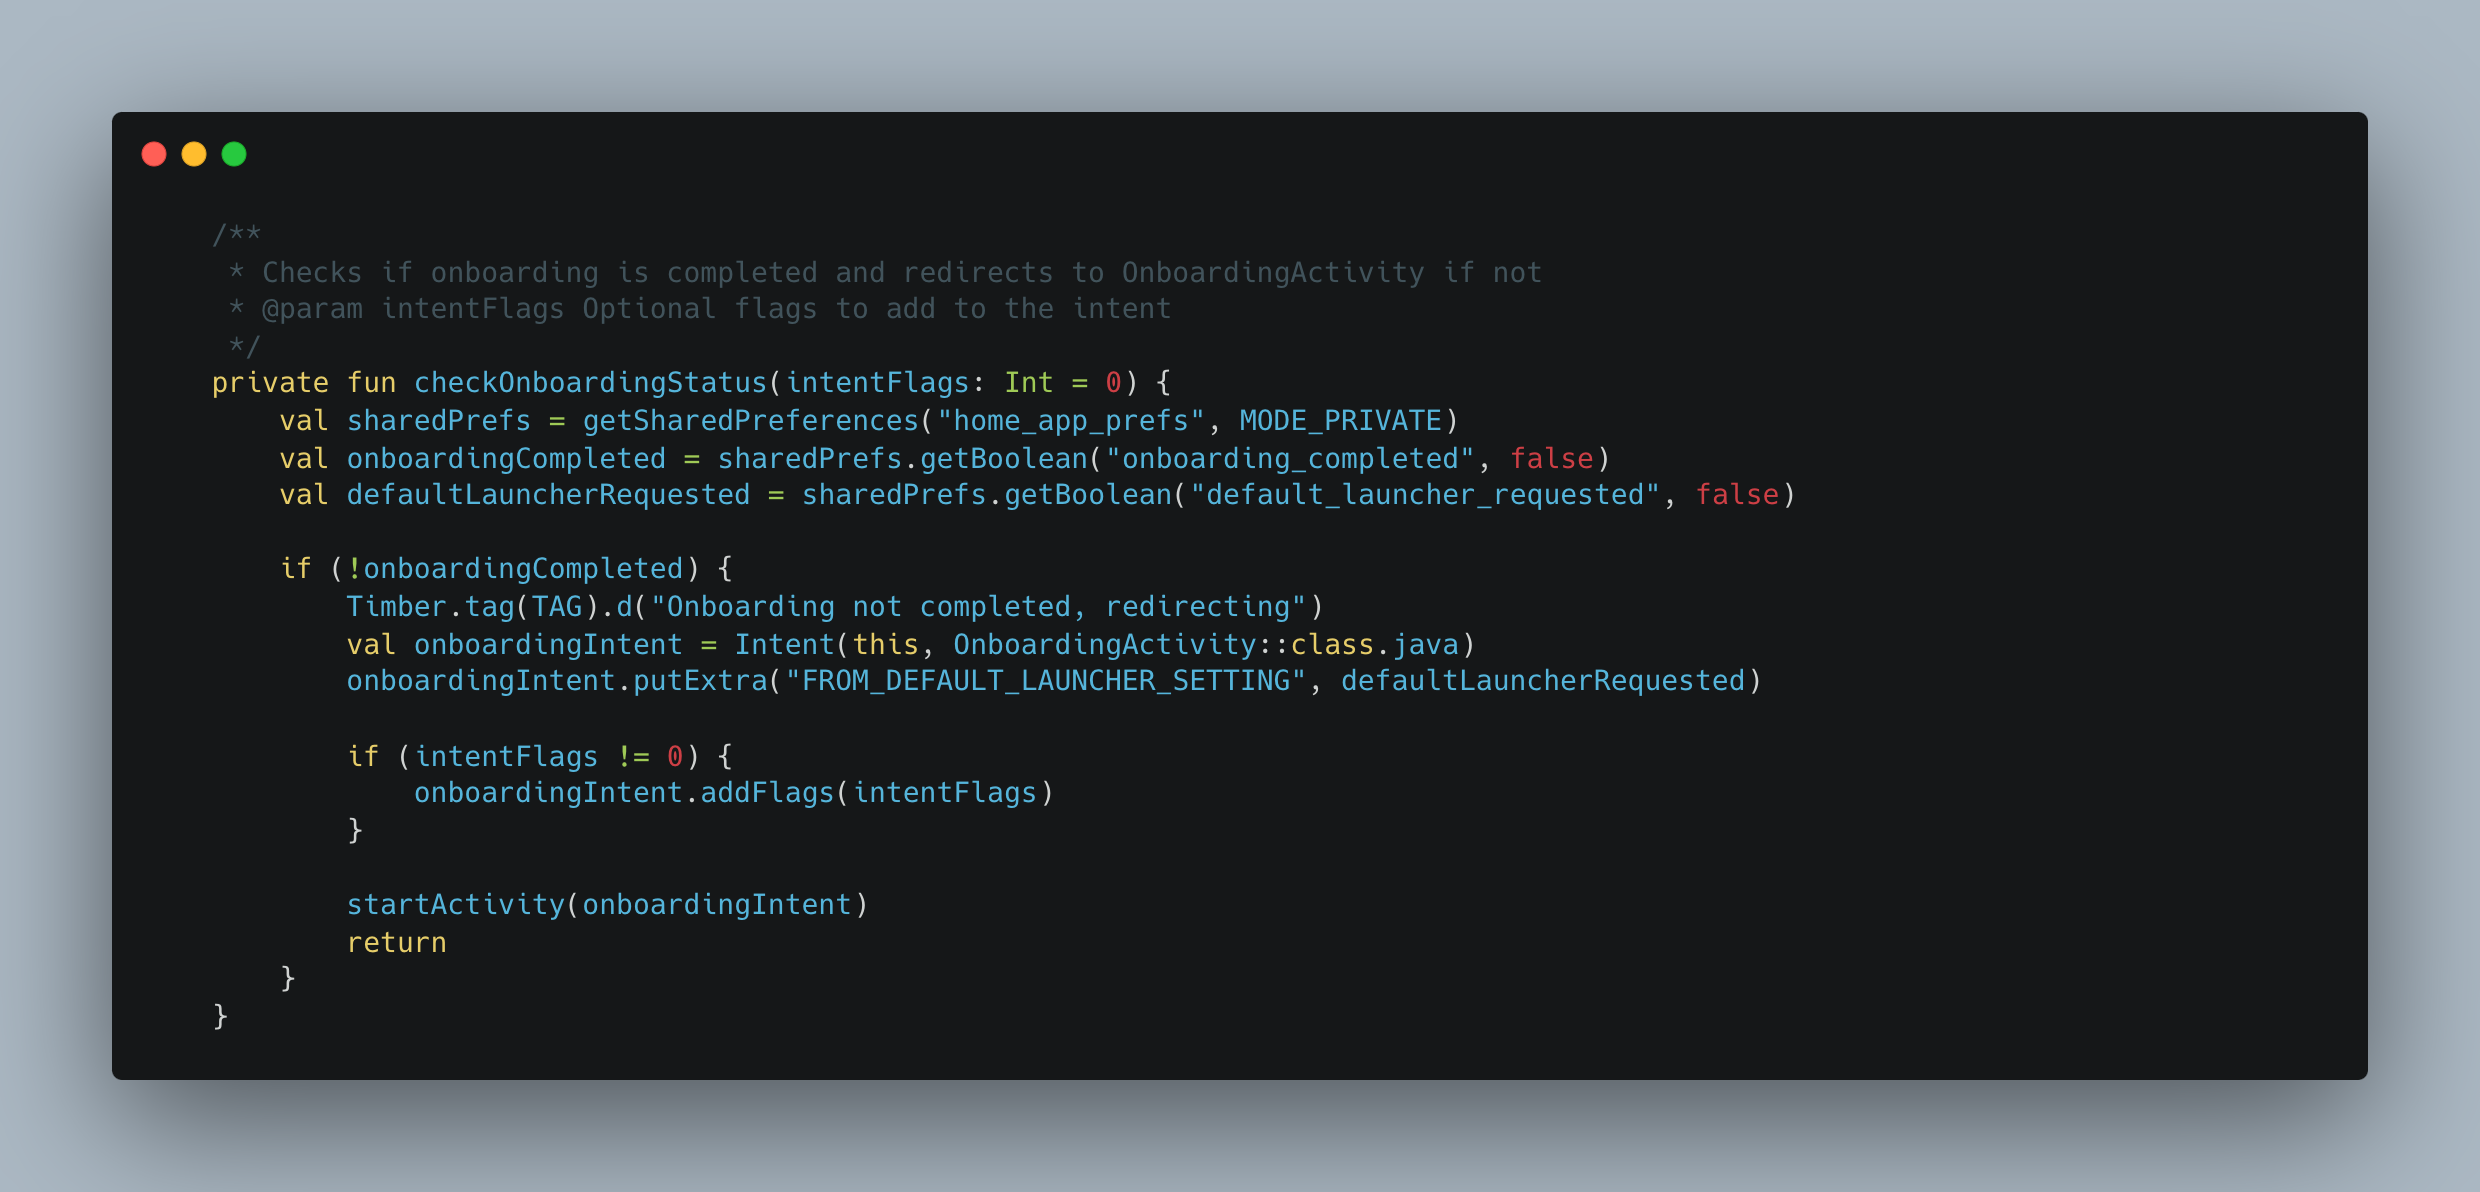 /**
 * Checks if onboarding is completed and redirects to OnboardingActivity if not
 * @param intentFlags Optional flags to add to the intent
 */
private fun checkOnboardingStatus(intentFlags: Int = 0) {
    val sharedPrefs = getSharedPreferences("home_app_prefs", MODE_PRIVATE)
    val onboardingCompleted = sharedPrefs.getBoolean("onboarding_completed", false)
    val defaultLauncherRequested = sharedPrefs.getBoolean("default_launcher_requested", false)

    if (!onboardingCompleted) {
        Timber.tag(TAG).d("Onboarding not completed, redirecting")
        val onboardingIntent = Intent(this, OnboardingActivity::class.java)
        onboardingIntent.putExtra("FROM_DEFAULT_LAUNCHER_SETTING", defaultLauncherRequested)

        if (intentFlags != 0) {
            onboardingIntent.addFlags(intentFlags)
        }

        startActivity(onboardingIntent)
        return
    }
}